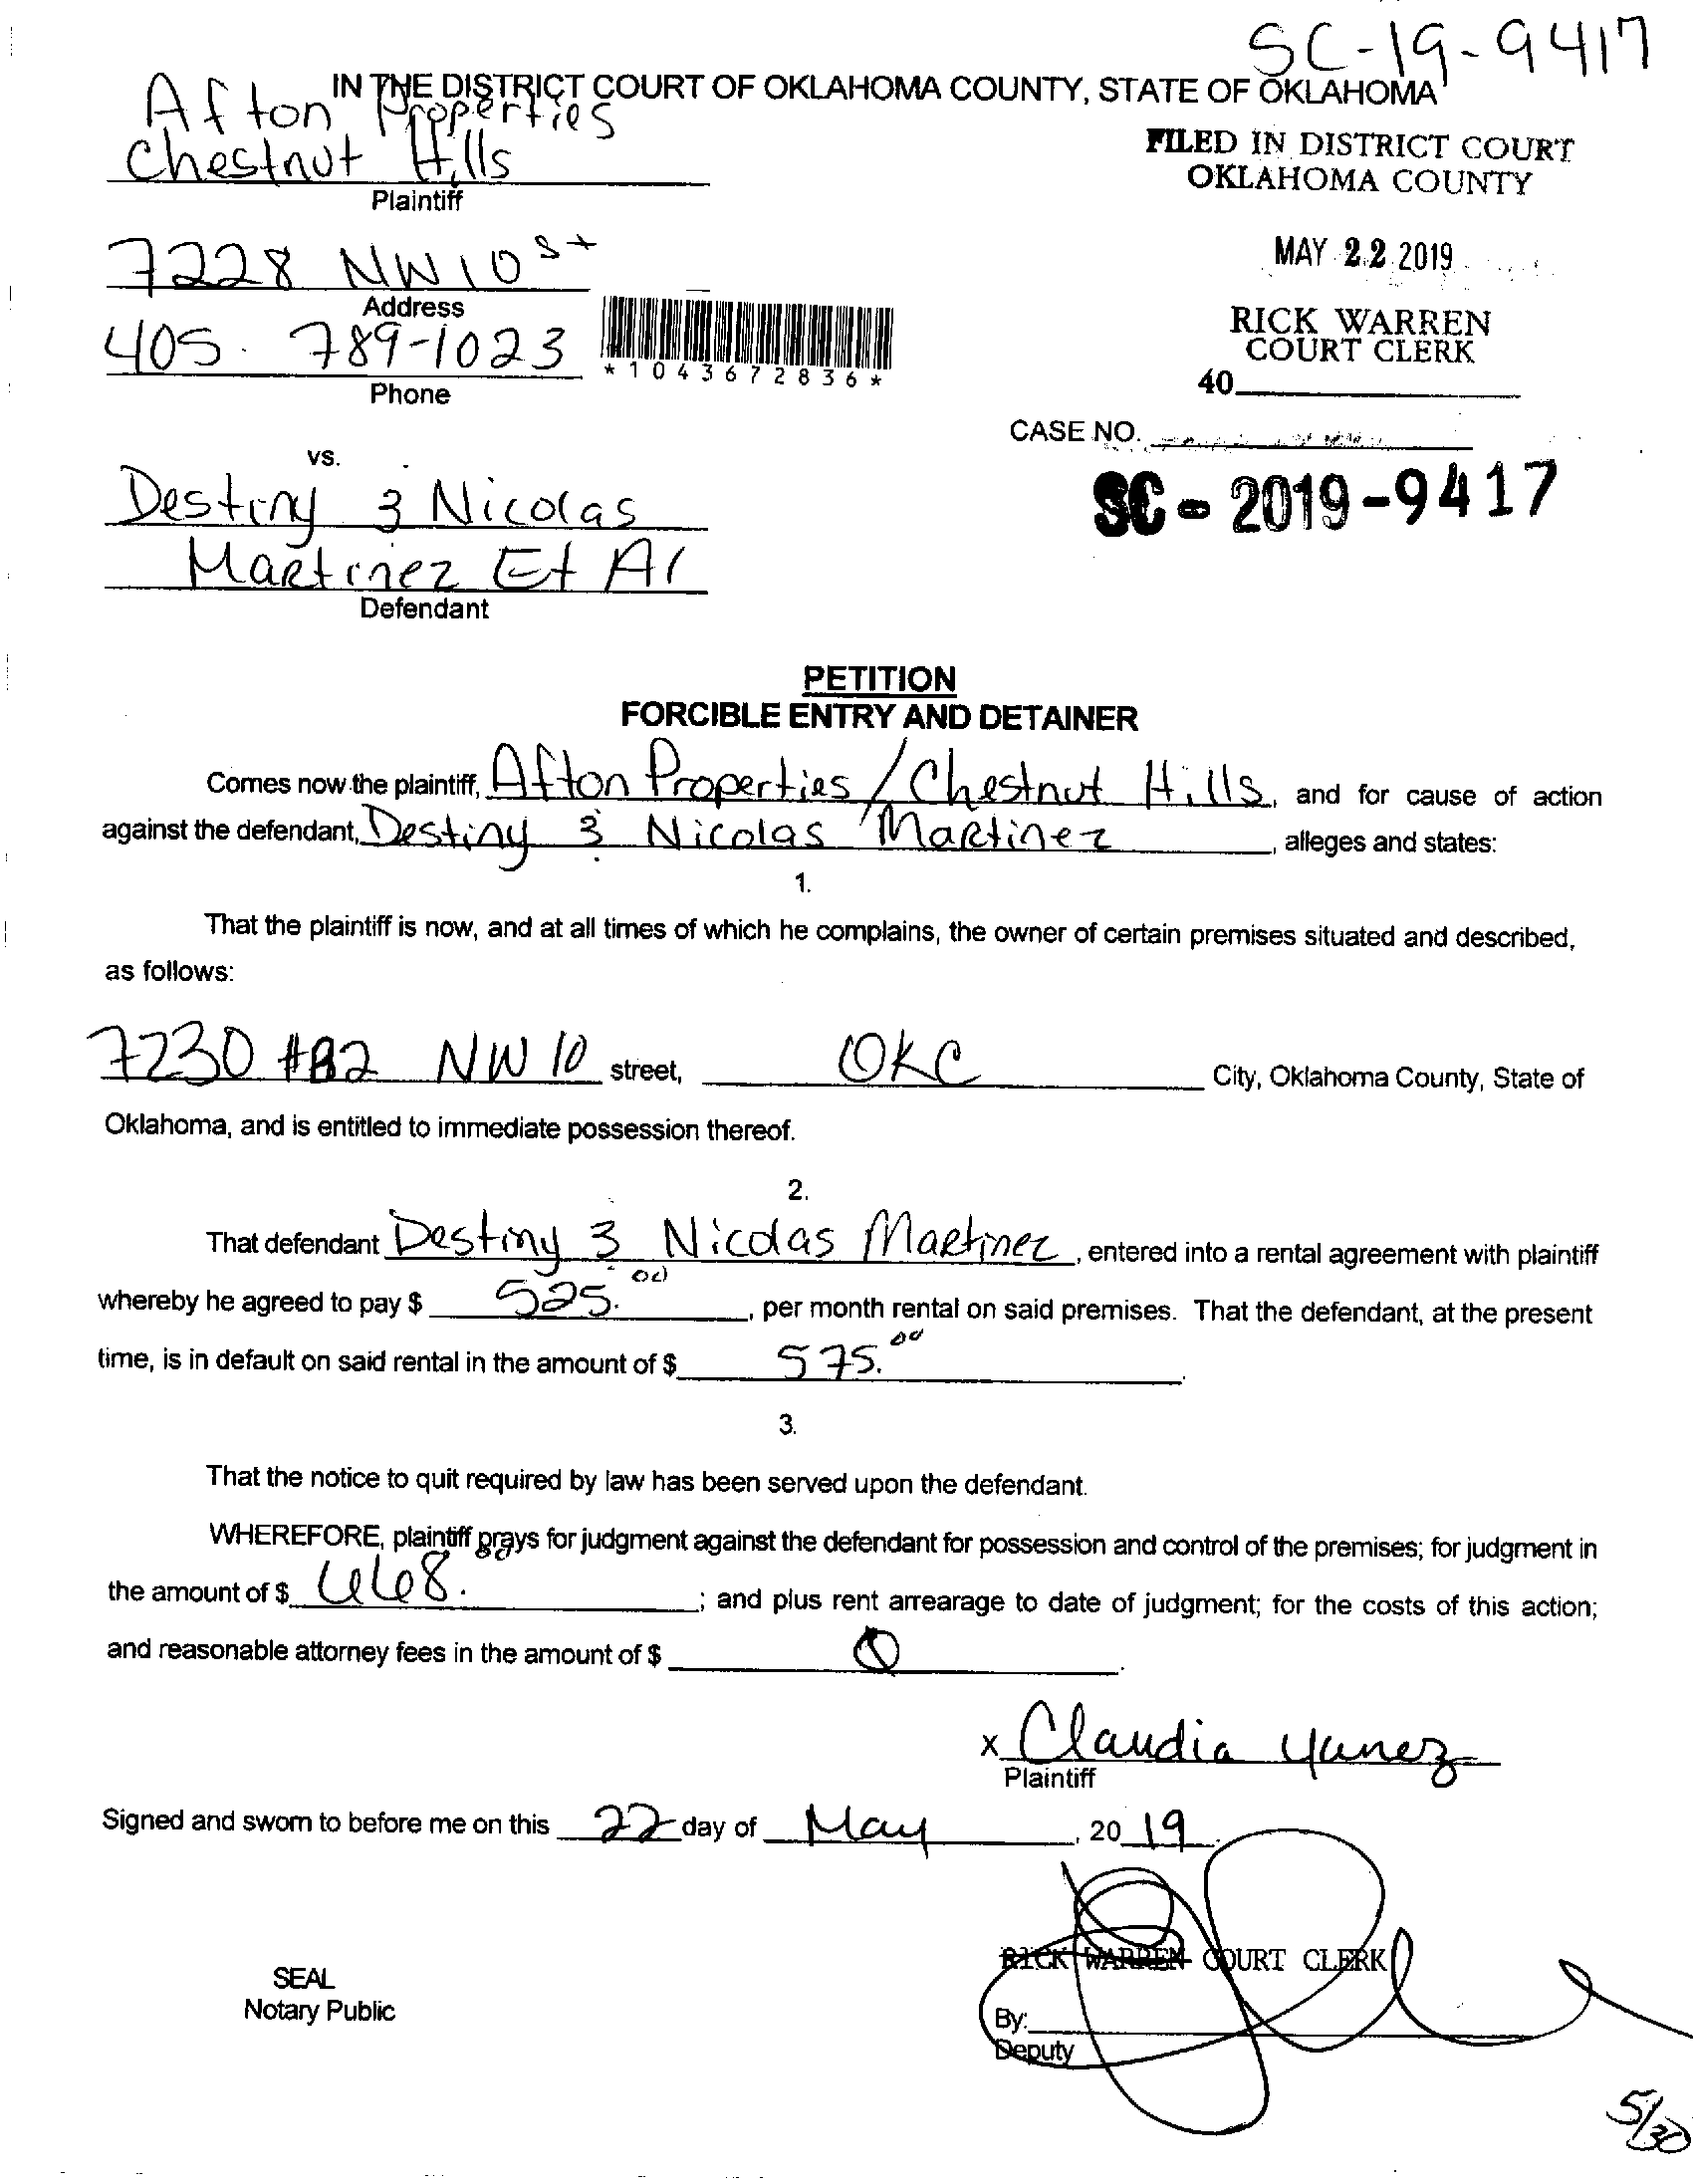 SC-19-9417
IN THE DISTRICT COURT OF OKLAHOMA COUNTY, STATE OF OKLAHOMA
Afton Properties
Chestnut Hills
Plaintiff
FILED IN DISTRICT COURT
OKLAHOMA COUNTY
MAY 22 2019
RICK WARREN
COURT CLERK
40
7228 NW 10 st
Address
405. 789-1023
Phone
*1043672836*
CASE NO.
SC-2019-9417
vs.
Destiny & Nicolas
Martinez Et Al
Defendant
PETITION
FORCIBLE ENTRY AND DETAINER
Comes now the plaintiff, Afton Properties / Chestnut Hills, and for cause of action
against the defendant, Destiny & Nicolas Martinez, alleges and states:
1.
That the plaintiff is now, and at all times of which he complains, the owner of certain premises situated and described,
as follows:
7230 #82 NW 10 street, OKC City, Oklahoma County, State of
Oklahoma, and is entitled to immediate possession thereof.
2.
That defendant Destiny & Nicolas Martinez, entered into a rental agreement with plaintiff
whereby he agreed to pay $ 525.00, per month rental on said premises. That the defendant, at the present
time, is in default on said rental in the amount of $ 575.00.
3.
That the notice to quit required by law has been served upon the defendant.
WHEREFORE, plaintiff prays for judgment against the defendant for possession and control of the premises; for judgment in
the amount of $ 668.00; and plus rent arrearage to date of judgment; for the costs of this action;
and reasonable attorney fees in the amount of $ 0.
x Claudia Yanez
Plaintiff
Signed and sworn to before me on this 22 day of May, 20 19.
RICK WARREN COURT CLERK
SEAL
Notary Public
By:
Deputy
5/30